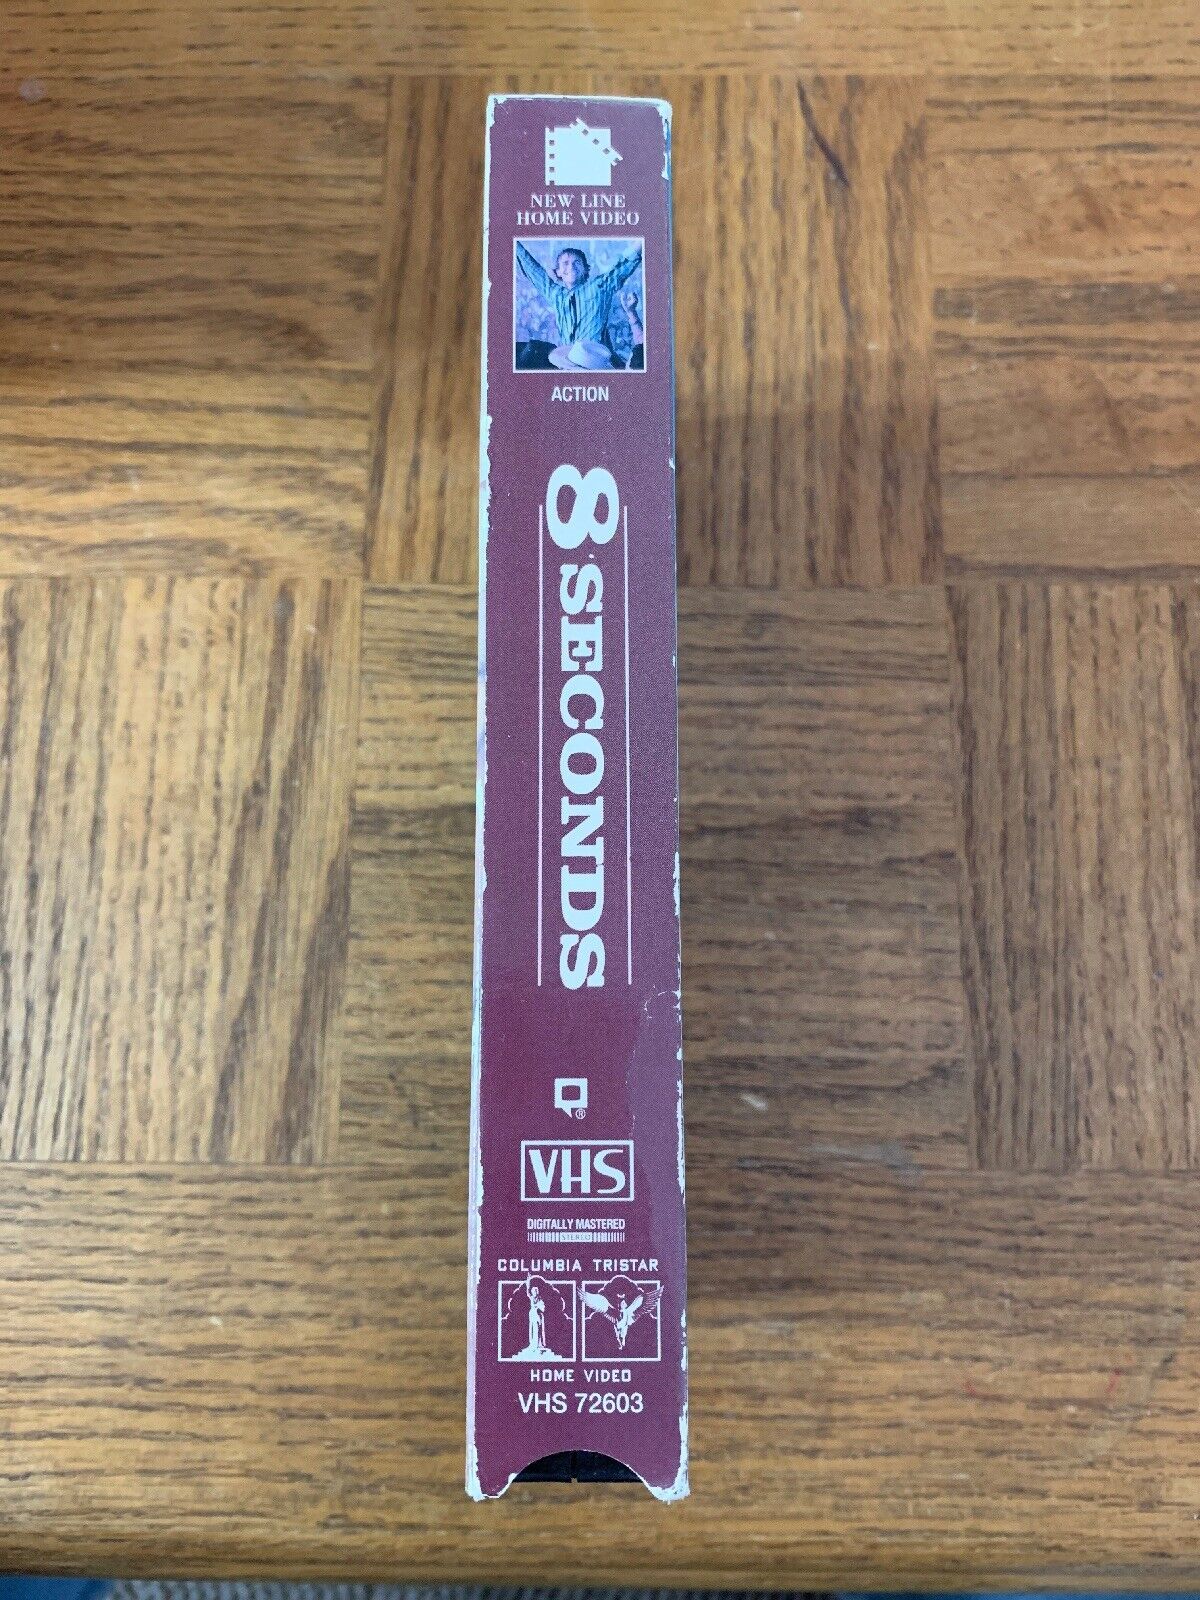 NEW LINE
HOME VIDEO
ACTION
8 SECONDS
®
VHS
DIGITALLY MASTERED
STEREO
COLUMBIA TRISTAR
HOME VIDEO
VHS 72603